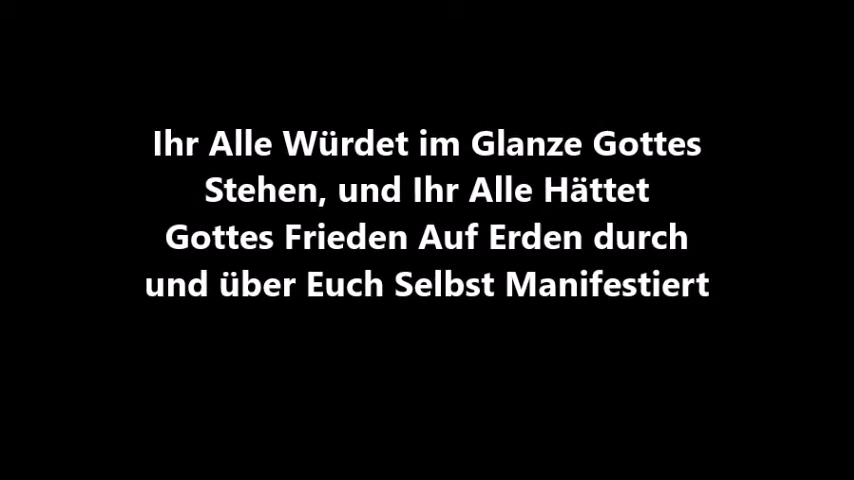 Ihr Alle Würdet im Glanze Gottes
Stehen, und Ihr Alle Hättet
Gottes Frieden Auf Erden durch
und über Euch Selbst Manifestiert